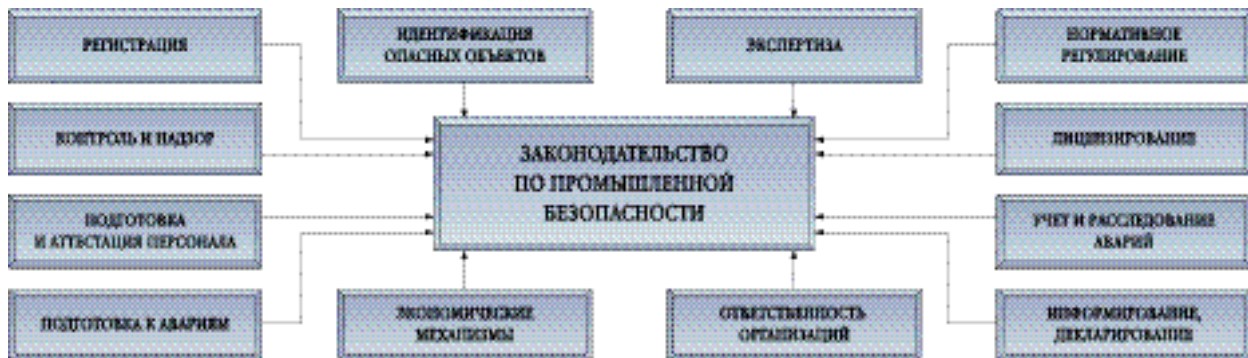 РЕГИСТРАЦИЯ
ИДЕНТИФИКАЦИЯ
ОПАСНЫХ ОБЪЕКТОВ
ЭКСПЕРТИЗА
НОРМАТИВНОЕ
РЕГУЛИРОВАНИЕ
КОНТРОЛЬ И НАДЗОР
ЗАКОНОДАТЕЛЬСТВО
ПО ПРОМЫШЛЕННОЙ
БЕЗОПАСНОСТИ
ЛИЦЕНЗИРОВАНИЕ
ПОДГОТОВКА
И АТТЕСТАЦИЯ ПЕРСОНАЛА
УЧЕТ И РАССЛЕДОВАНИЕ
АВАРИЙ
ПОДГОТОВКА К АВАРИЯМ
ЭКОНОМИЧЕСКИЕ
МЕХАНИЗМЫ
ОТВЕТСТВЕННОСТЬ
ОРГАНИЗАЦИЙ
ИНФОРМИРОВАНИЕ,
ДЕКЛАРИРОВАНИЕ